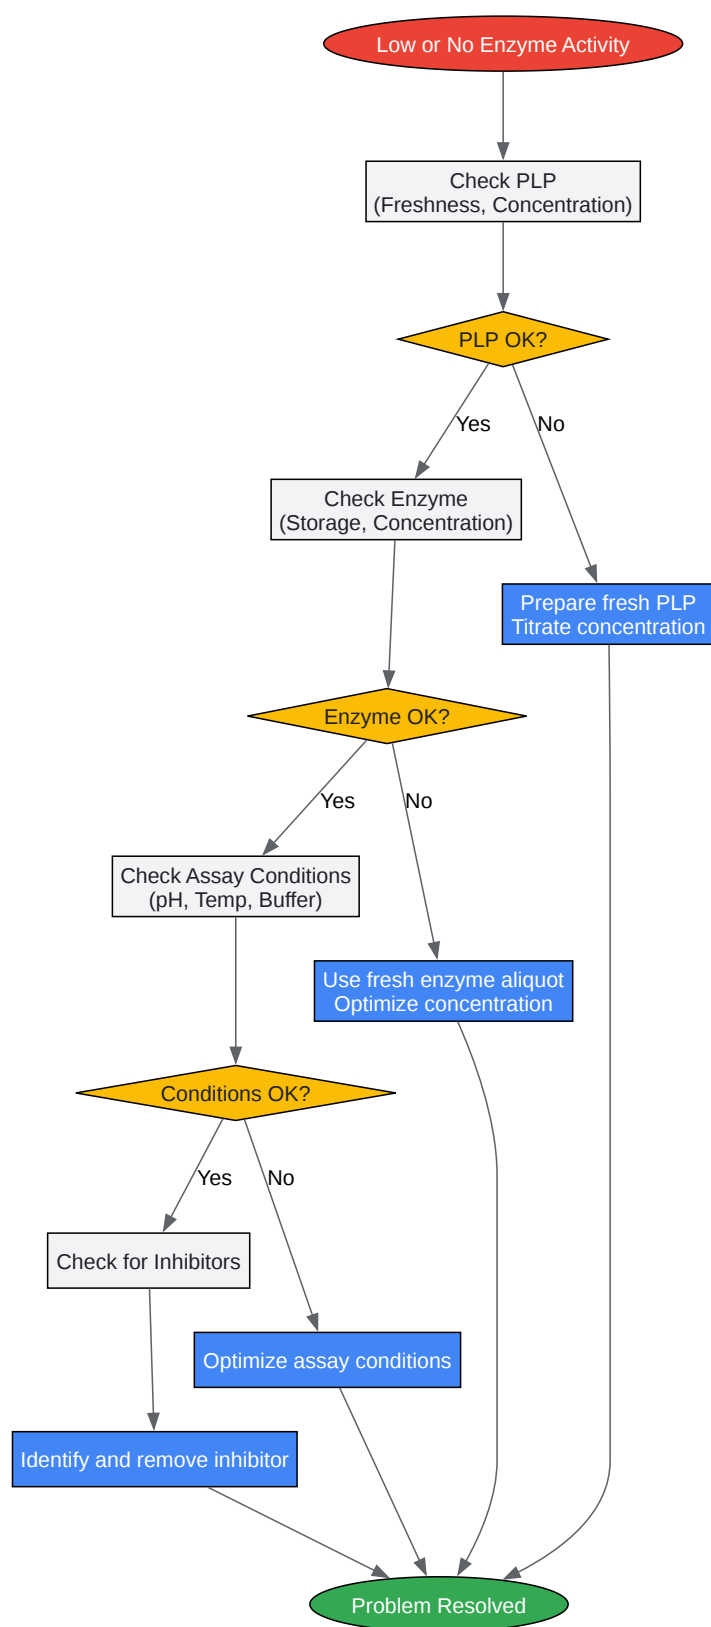 Low or No Enzyme Activity
Check PLP
(Freshness, Concentration)
PLP OK?
Yes
No
Check Enzyme
(Storage, Concentration)
Prepare fresh PLP
Titrate concentration
Enzyme OK?
Yes
No
Check Assay Conditions
(pH, Temp, Buffer)
Use fresh enzyme aliquot
Optimize concentration
Conditions OK?
Yes
No
Check for Inhibitors
Optimize assay conditions
Identify and remove inhibitor
Problem Resolved